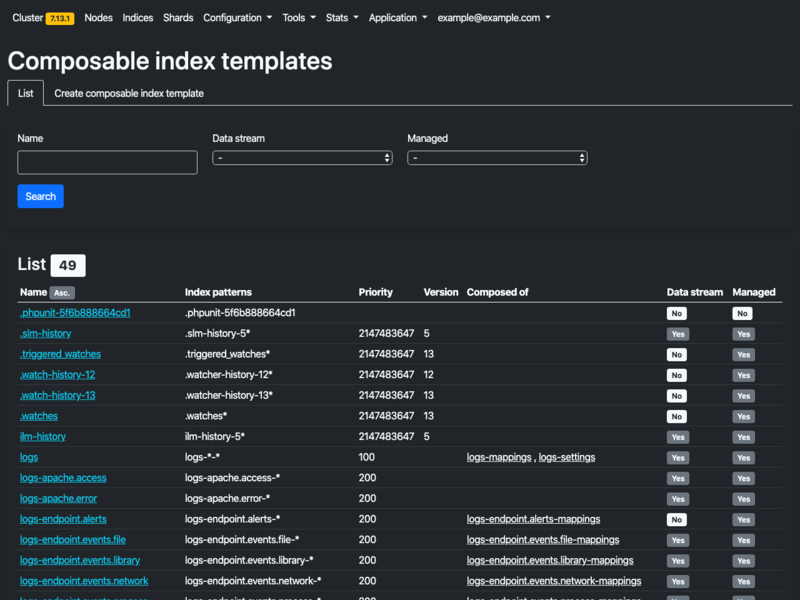 Cluster 7.13.1 Nodes Indices Shards Configuration Tools Stats Application example@example.com
Composable index templates
List Create composable index template
Name Data stream Managed
- -
Search
List 49
Name Asc. Index patterns Priority Version Composed of Data stream Managed
.phpunit-5f6b888664cd1 .phpunit-5f6b888664cd1 No No
.slm-history .slm-history-5* 2147483647 5 Yes Yes
.triggered_watches .triggered_watches* 2147483647 13 No Yes
.watch-history-12 .watcher-history-12* 2147483647 12 No Yes
.watch-history-13 .watcher-history-13* 2147483647 13 No Yes
.watches .watches* 2147483647 13 No Yes
ilm-history ilm-history-5* 2147483647 5 Yes Yes
logs logs-*-* 100 logs-mappings , logs-settings Yes Yes
logs-apache.access logs-apache.access-* 200 Yes Yes
logs-apache.error logs-apache.error-* 200 Yes Yes
logs-endpoint.alerts logs-endpoint.alerts-* 200 logs-endpoint.alerts-mappings No Yes
logs-endpoint.events.file logs-endpoint.events.file-* 200 logs-endpoint.events.file-mappings Yes Yes
logs-endpoint.events.library logs-endpoint.events.library-* 200 logs-endpoint.events.library-mappings Yes Yes
logs-endpoint.events.network logs-endpoint.events.network-* 200 logs-endpoint.events.network-mappings Yes Yes